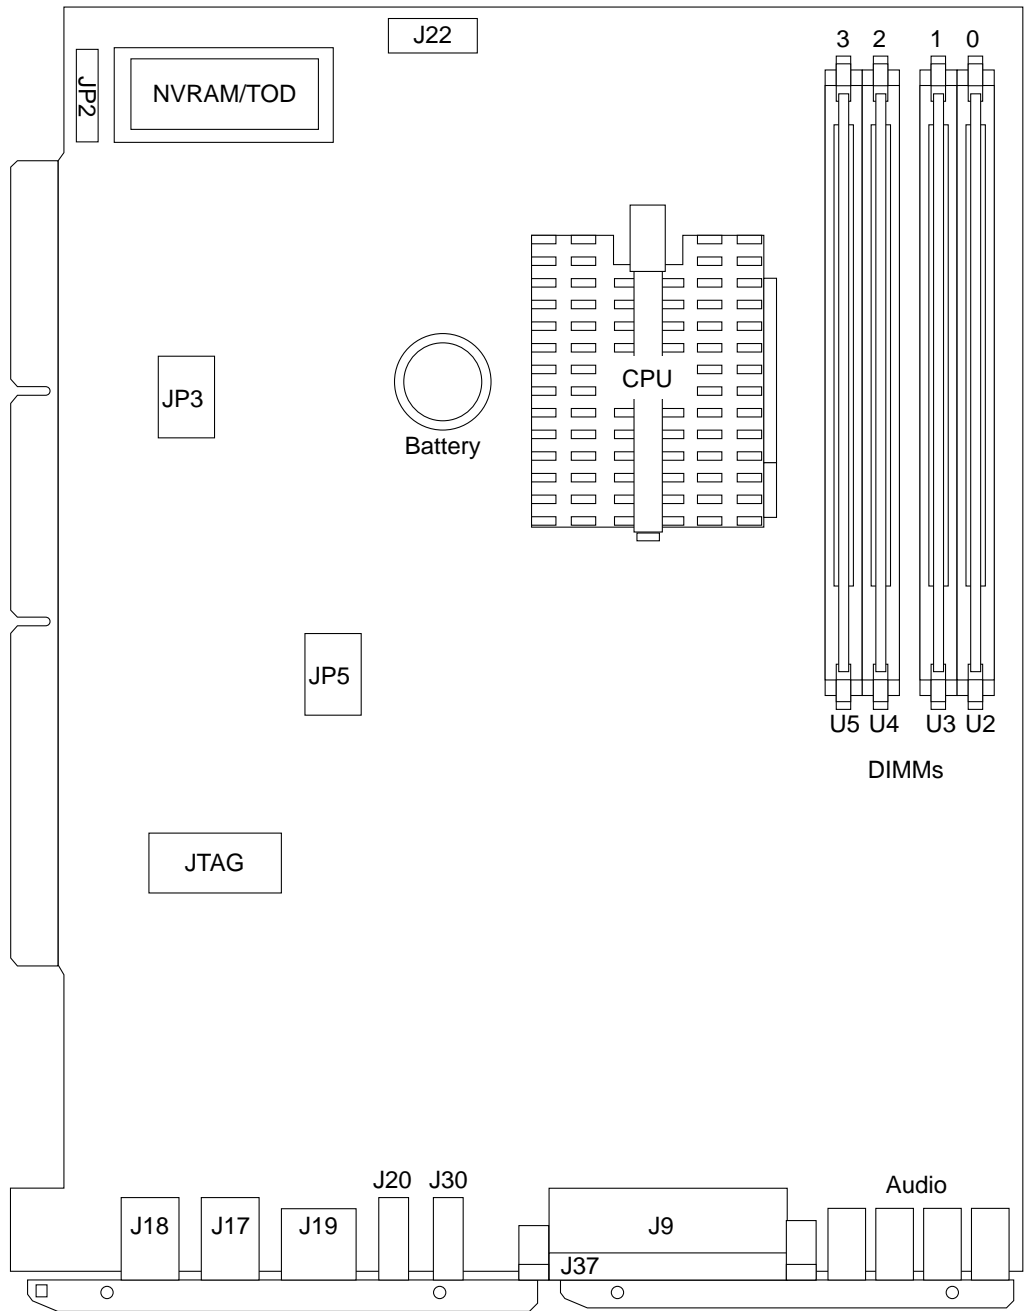 J22
3 2 1 0
JP2
NVRAM/TOD
CPU
JP3
Battery
JP5
U5 U4 U3 U2
DIMMs
JTAG
J20 J30
Audio
J18 J17 J19 J9
J37